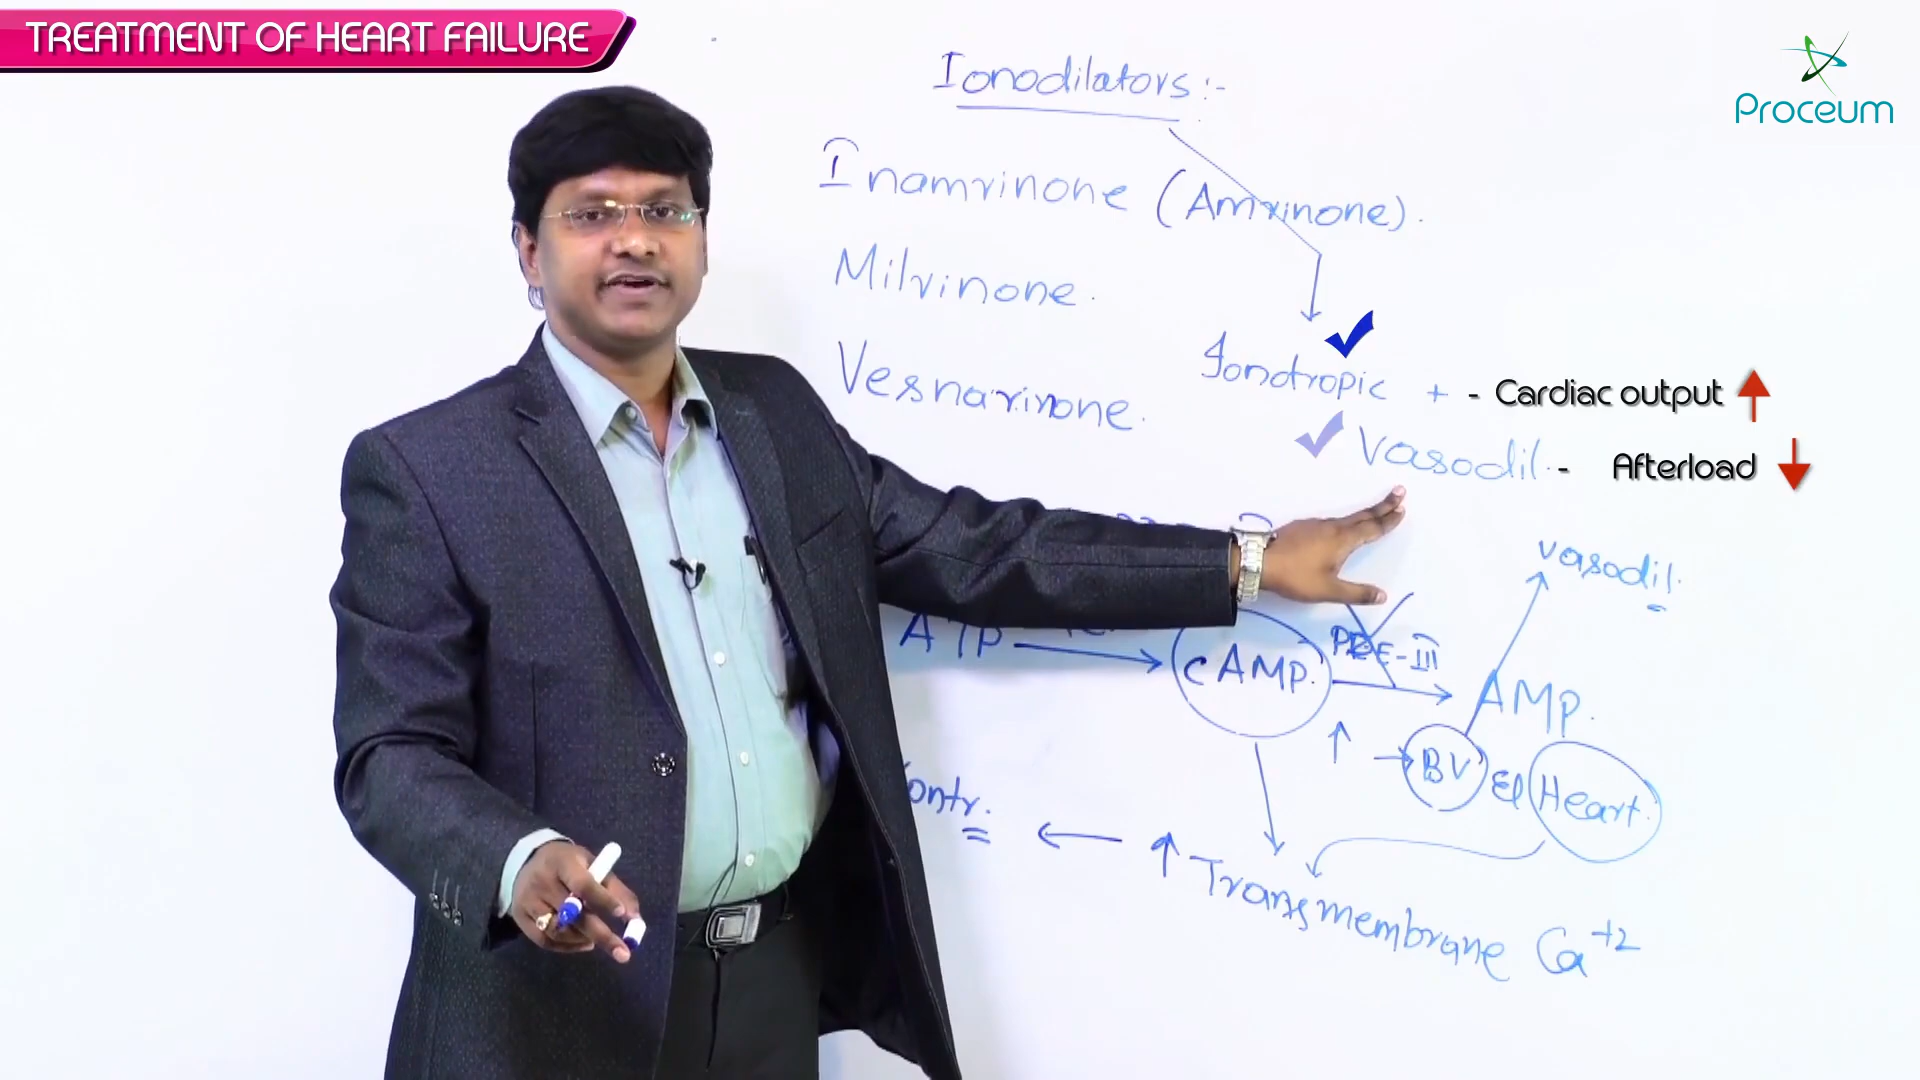 TREATMENT OF HEART FAILURE
Proceum
Ionodilators :-
Inamrinone (Amrinone).
Milrinone.
Vesnarinone.
Ionotropic + - Cardiac output ↑
Vasodil. - Afterload ↓
vasodil.
ATP → cAMP. PDE-III → AMP.
↑ → BV & Heart.
contr. ← ↑ Transmembrane Ca+2